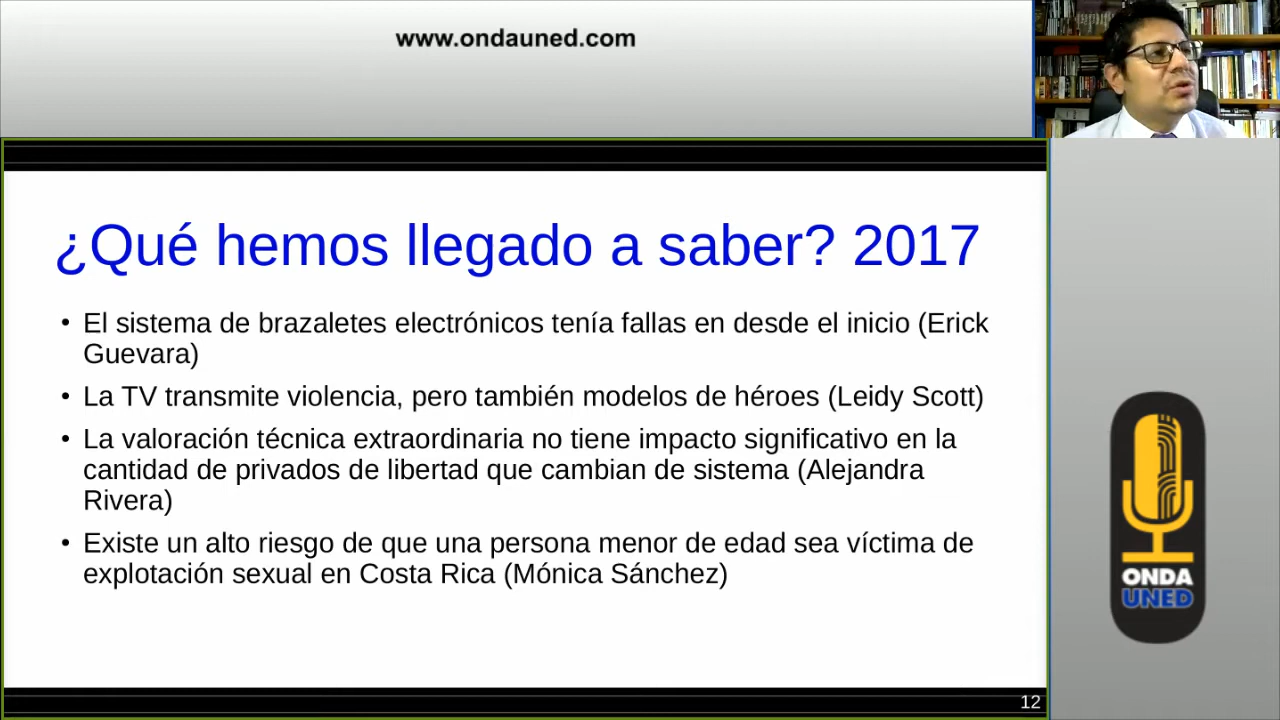 www.ondauned.com
¿Qué hemos llegado a saber? 2017
• El sistema de brazaletes electrónicos tenía fallas en desde el inicio (Erick
Guevara)
• La TV transmite violencia, pero también modelos de héroes (Leidy Scott)
• La valoración técnica extraordinaria no tiene impacto significativo en la
cantidad de privados de libertad que cambian de sistema (Alejandra
Rivera)
• Existe un alto riesgo de que una persona menor de edad sea víctima de
explotación sexual en Costa Rica (Mónica Sánchez)
ONDA
UNED
12